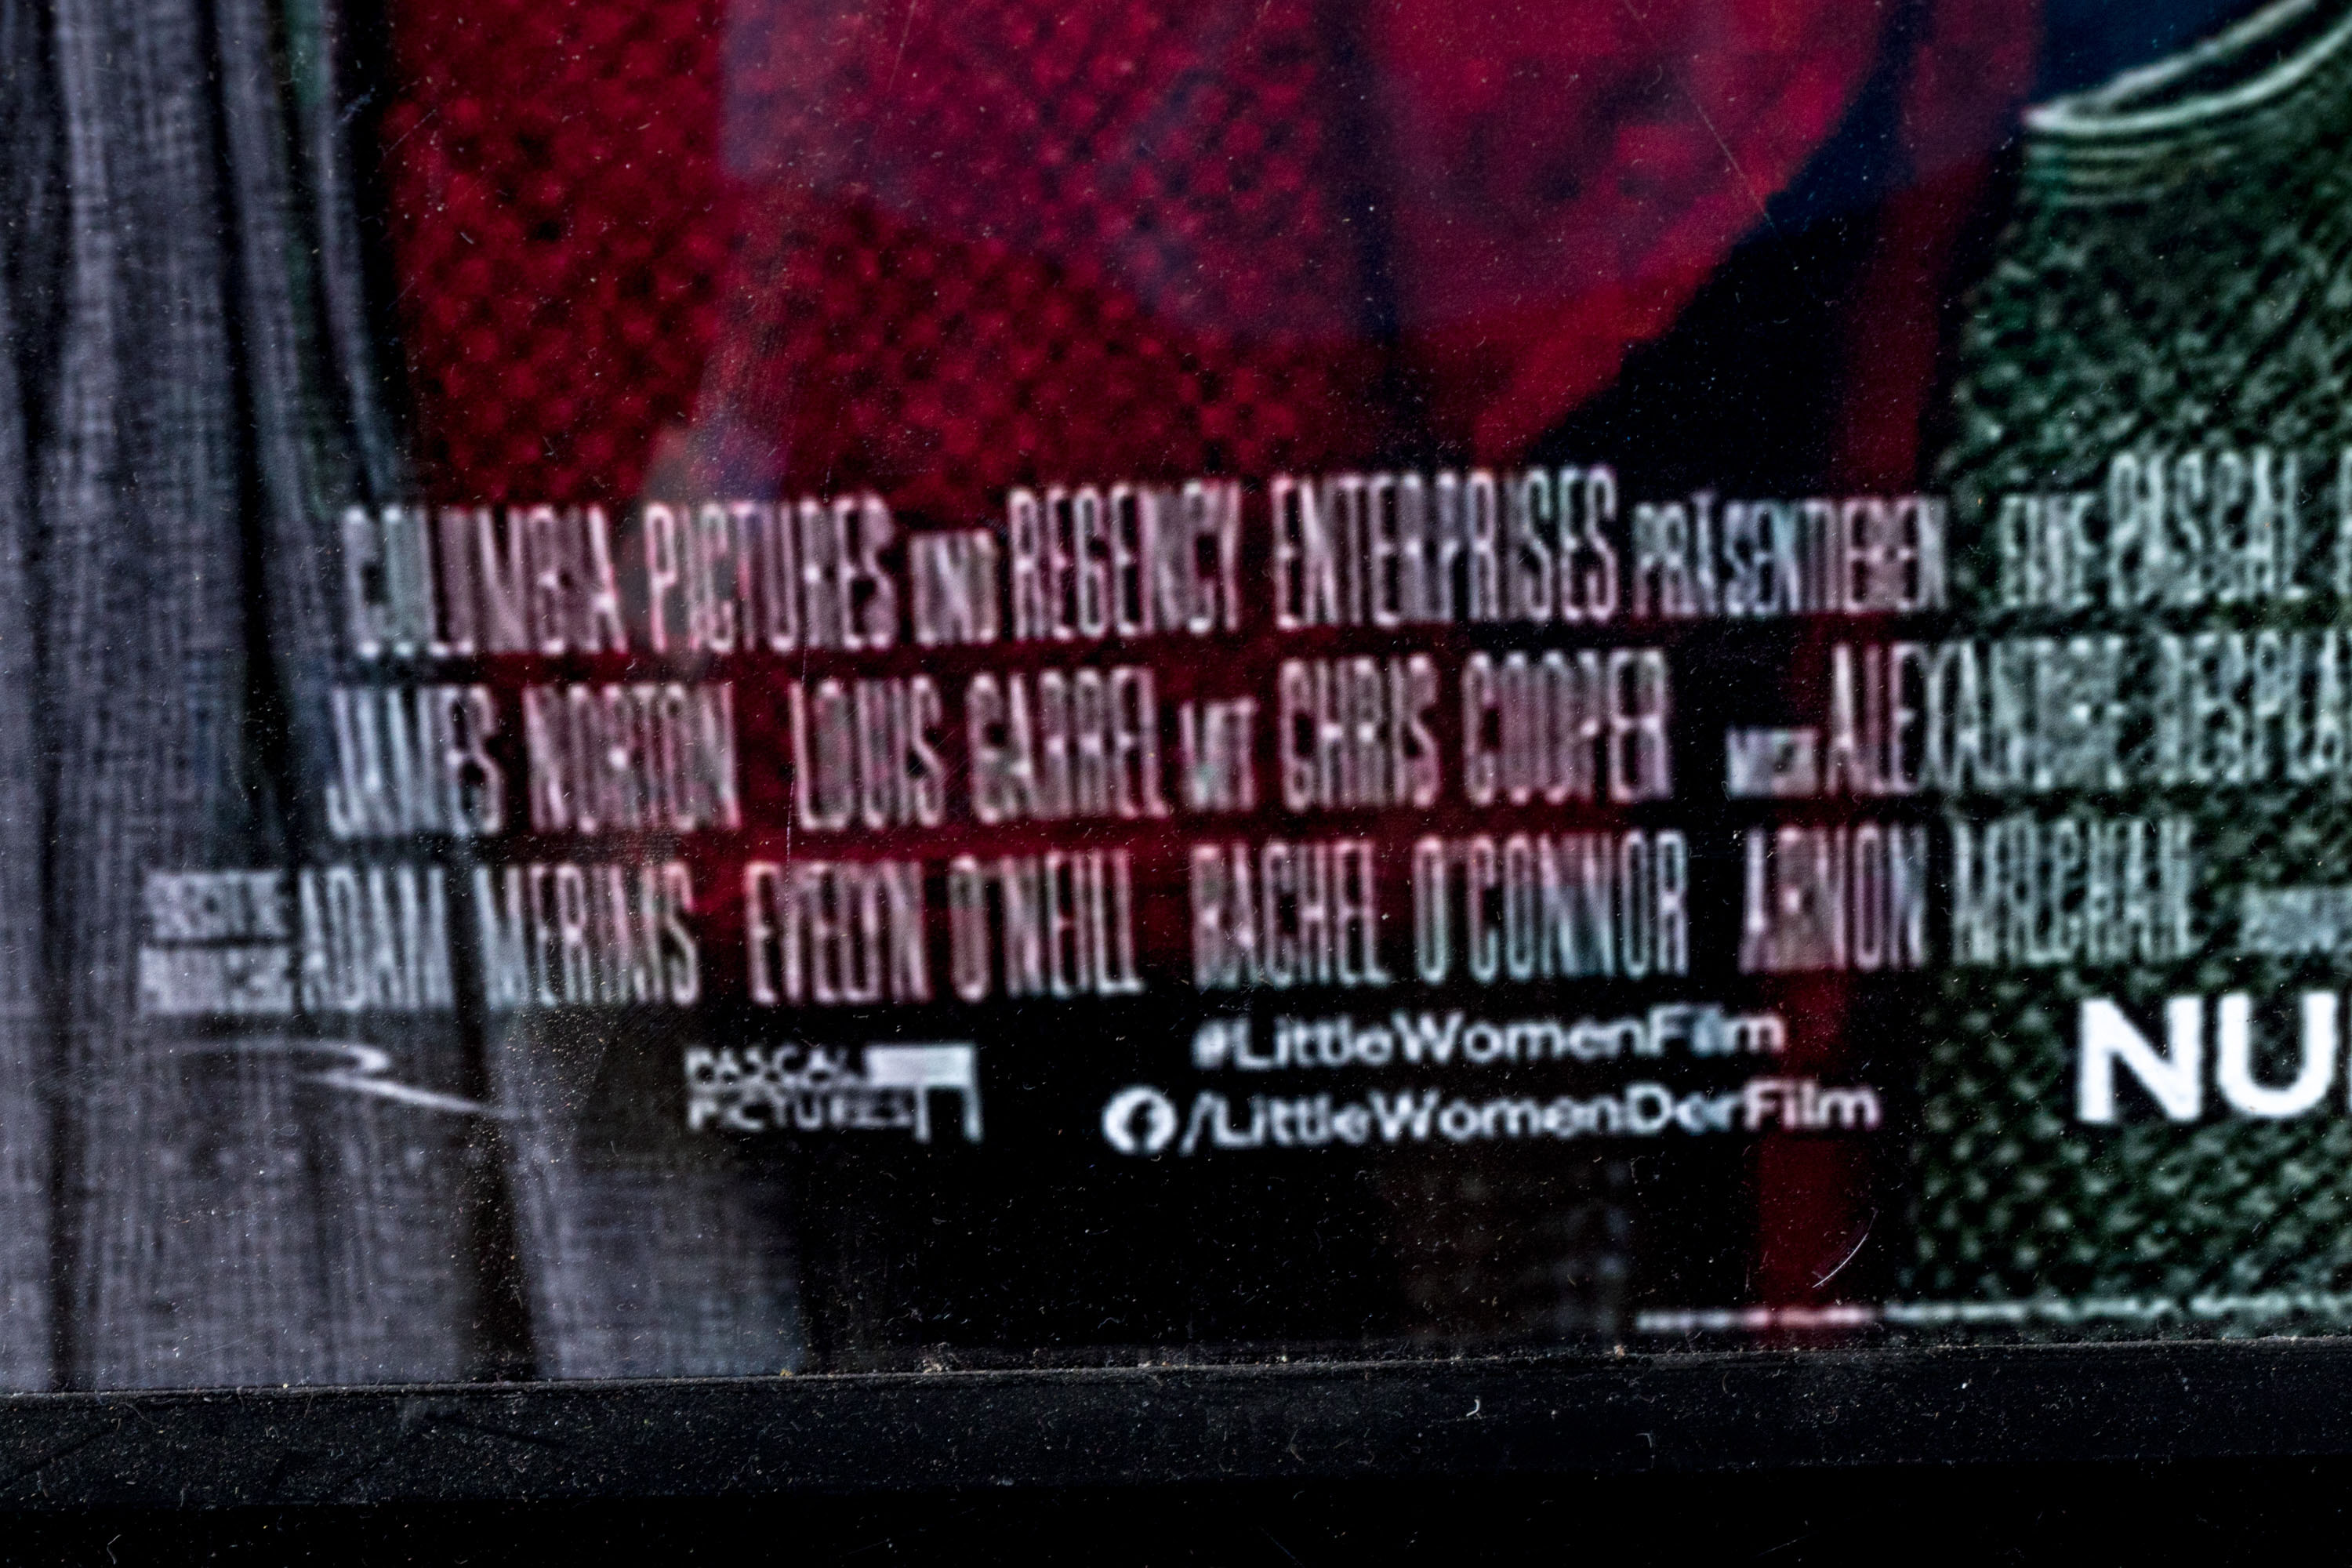 COLUMBIA PICTURES UND REGENCY ENTERPRISES PRÄSENTIEREN EINE PASCAL
JAMES NORTON LOUIS GARREL MIT CHRIS COOPER ALEXANDRE DESPLA
ADAM MERIMS EVELYN O'NEILL RACHEL O'CONNOR ARNON MILCHAN
PASCAL
PICTURES
#LittleWomenFilm
/LittleWomenDerFilm
NU